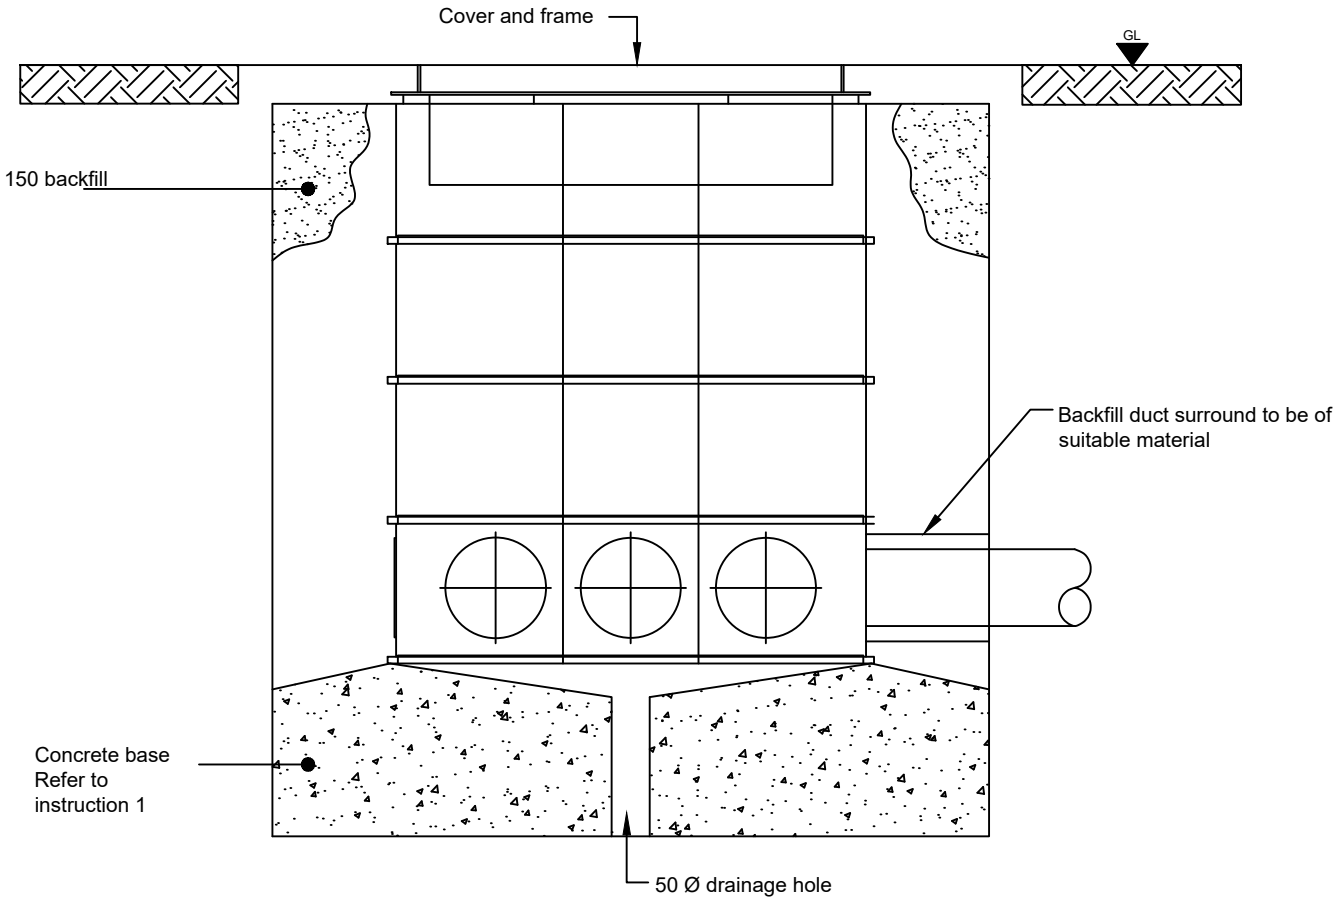 Cover and frame
GL
150 backfill
Backfill duct surround to be of
suitable material
Concrete base
Refer to
instruction 1
50 Ø drainage hole